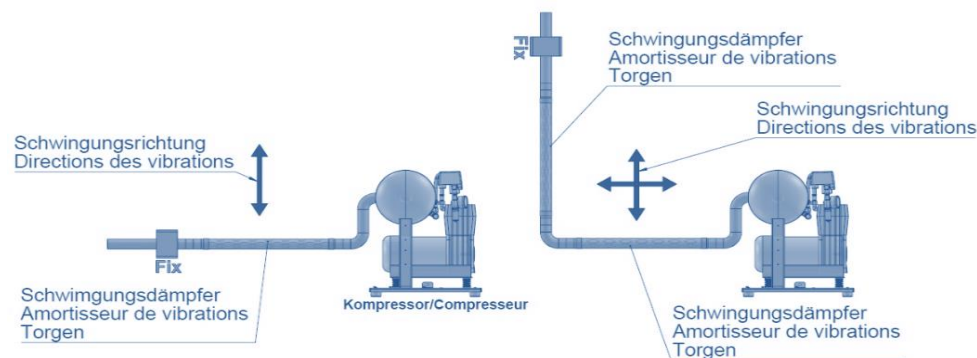 Schwingungsrichtung
Directions des vibrations
Fix
Schwimgungsdämpfer
Amortisseur de vibrations
Torgen
Kompressor/Compresseur
Fix
Schwingungsdämpfer
Amortisseur de vibrations
Torgen
Schwingungsrichtung
Directions des vibrations
Schwingungsdämpfer
Amortisseur de vibrations
Torgen